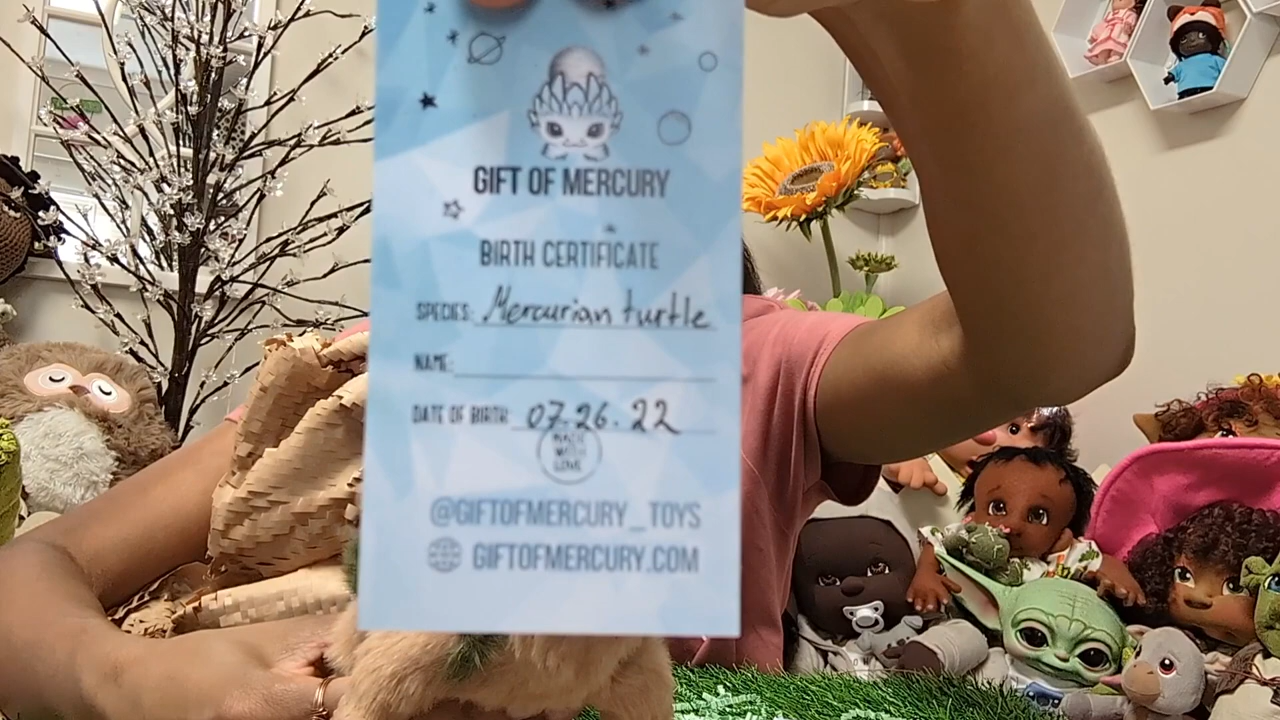 GIFT OF MERCURY
BIRTH CERTIFICATE
SPECIES: Mercurian turtle
NAME:
DATE OF BIRTH: 07.26.22
MADE
WITH
LOVE
@GIFTOFMERCURY_TOYS
GIFTOFMERCURY.COM